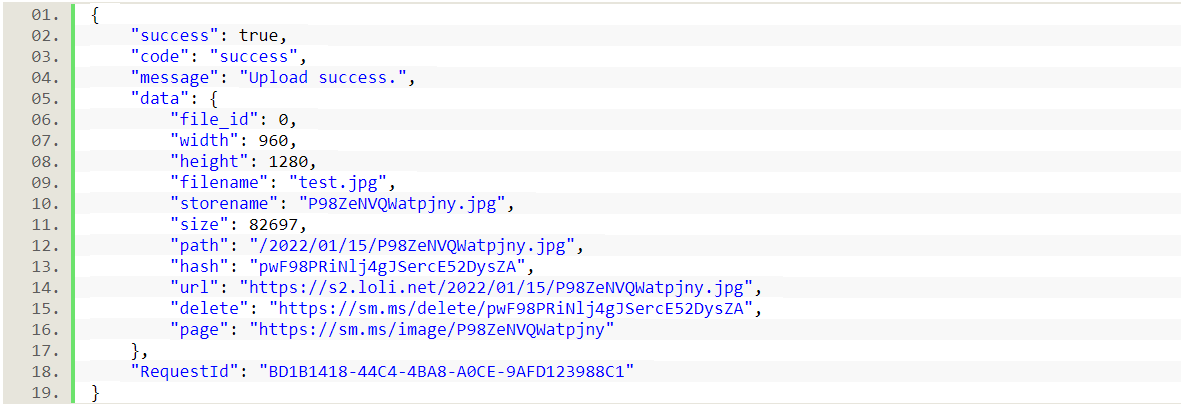 01. {
02.     "success": true,
03.     "code": "success",
04.     "message": "Upload success.",
05.     "data": {
06.         "file_id": 0,
07.         "width": 960,
08.         "height": 1280,
09.         "filename": "test.jpg",
10.         "storename": "P98ZeNVQWatpjny.jpg",
11.         "size": 82697,
12.         "path": "/2022/01/15/P98ZeNVQWatpjny.jpg",
13.         "hash": "pwF98PRiNlj4gJSercE52DysZA",
14.         "url": "https://s2.loli.net/2022/01/15/P98ZeNVQWatpjny.jpg",
15.         "delete": "https://sm.ms/delete/pwF98PRiNlj4gJSercE52DysZA",
16.         "page": "https://sm.ms/image/P98ZeNVQWatpjny"
17.     },
18.     "RequestId": "BD1B1418-44C4-4BA8-A0CE-9AFD123988C1"
19. }